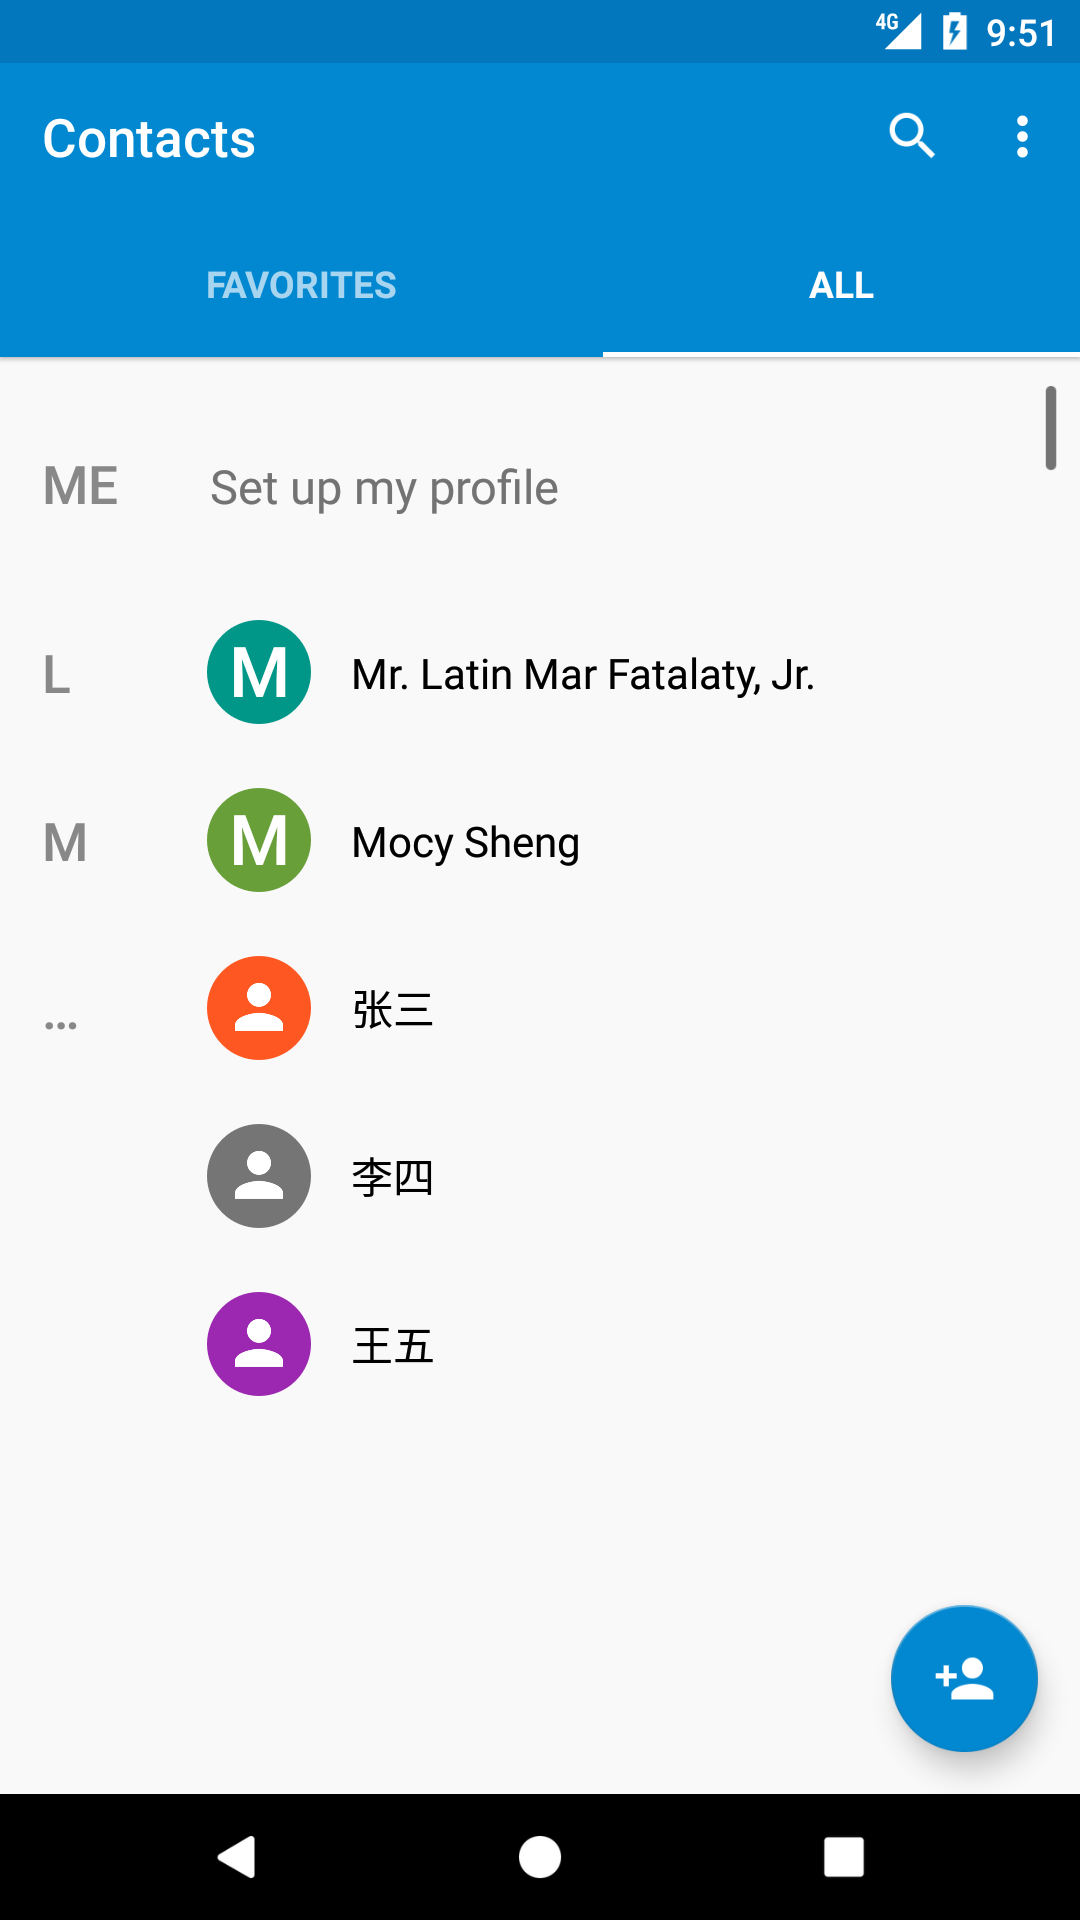 4G 9:51
Contacts
FAVORITES ALL
ME Set up my profile
L M Mr. Latin Mar Fatalaty, Jr.
M M Mocy Sheng
... 张三
李四
王五